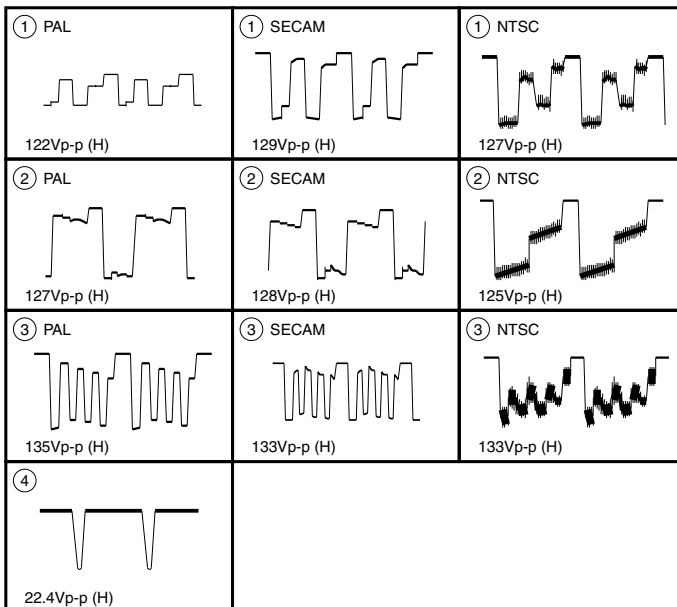 ① PAL
① SECAM
① NTSC
122Vp-p (H)
129Vp-p (H)
127Vp-p (H)
② PAL
② SECAM
② NTSC
127Vp-p (H)
128Vp-p (H)
125Vp-p (H)
③ PAL
③ SECAM
③ NTSC
135Vp-p (H)
133Vp-p (H)
133Vp-p (H)
④
22.4Vp-p (H)